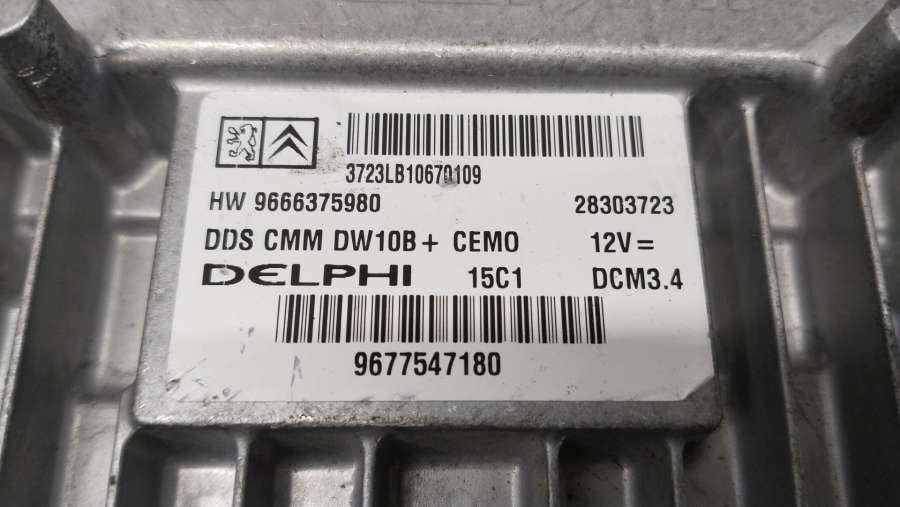 3723LB10670109
HW 9666375980 28303723
DDS CMM DW10B+ CEMO 12V=
DELPHI 15C1 DCM3.4
9677547180